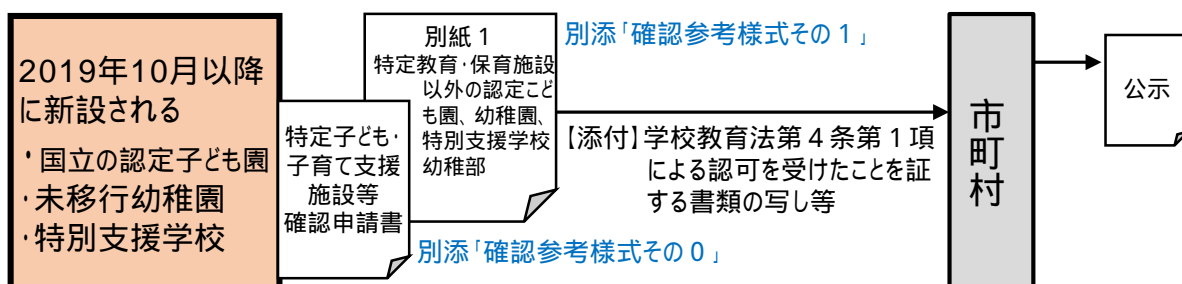 2019年10月以降
に新設される
・国立の認定子ども園
・未移行幼稚園
・特別支援学校
特定子ども・
子育て支援
施設等
確認申請書
別紙1
特定教育・保育施設
以外の認定こど
も園、幼稚園、
特別支援学校
幼稚部
別添「確認参考様式その1」
【添付】学校教育法第4条第1項
による認可を受けたことを証
する書類の写し等
別添「確認参考様式その0」
市町村
公示